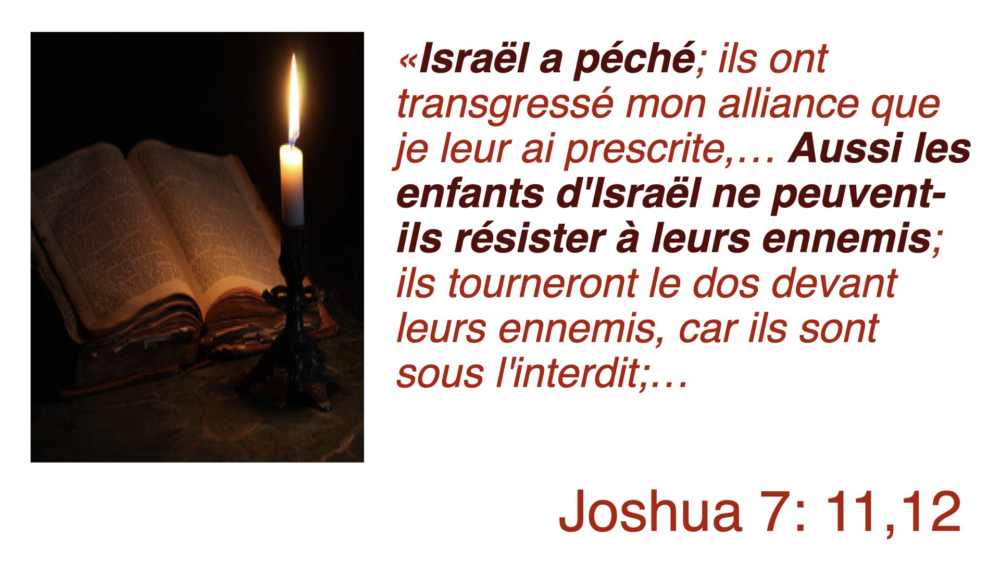 «Israël a péché; ils ont
transgressé mon alliance que
je leur ai prescrite,… Aussi les
enfants d'Israël ne peuvent-
ils résister à leurs ennemis;
ils tourneront le dos devant
leurs ennemis, car ils sont
sous l'interdit;…
Joshua 7: 11,12